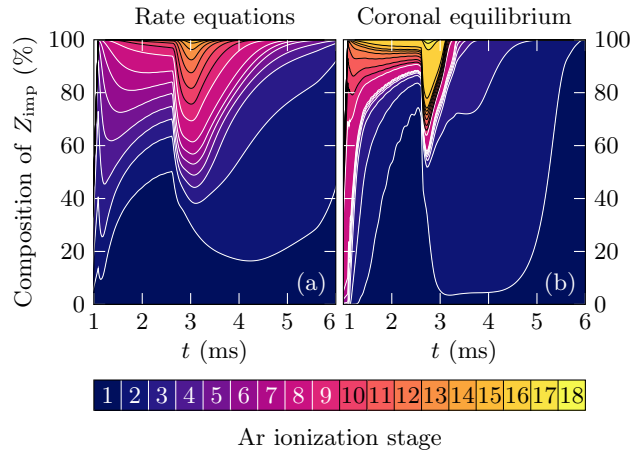 Rate equations Coronal equilibrium
Composition of Z_imp (%)
100 100
80 80
60 60
40 40
20 20
0 0
(a) (b)
1 2 3 4 5 6 1 2 3 4 5 6
t (ms) t (ms)
1 2 3 4 5 6 7 8 9 10 11 12 13 14 15 16 17 18
Ar ionization stage